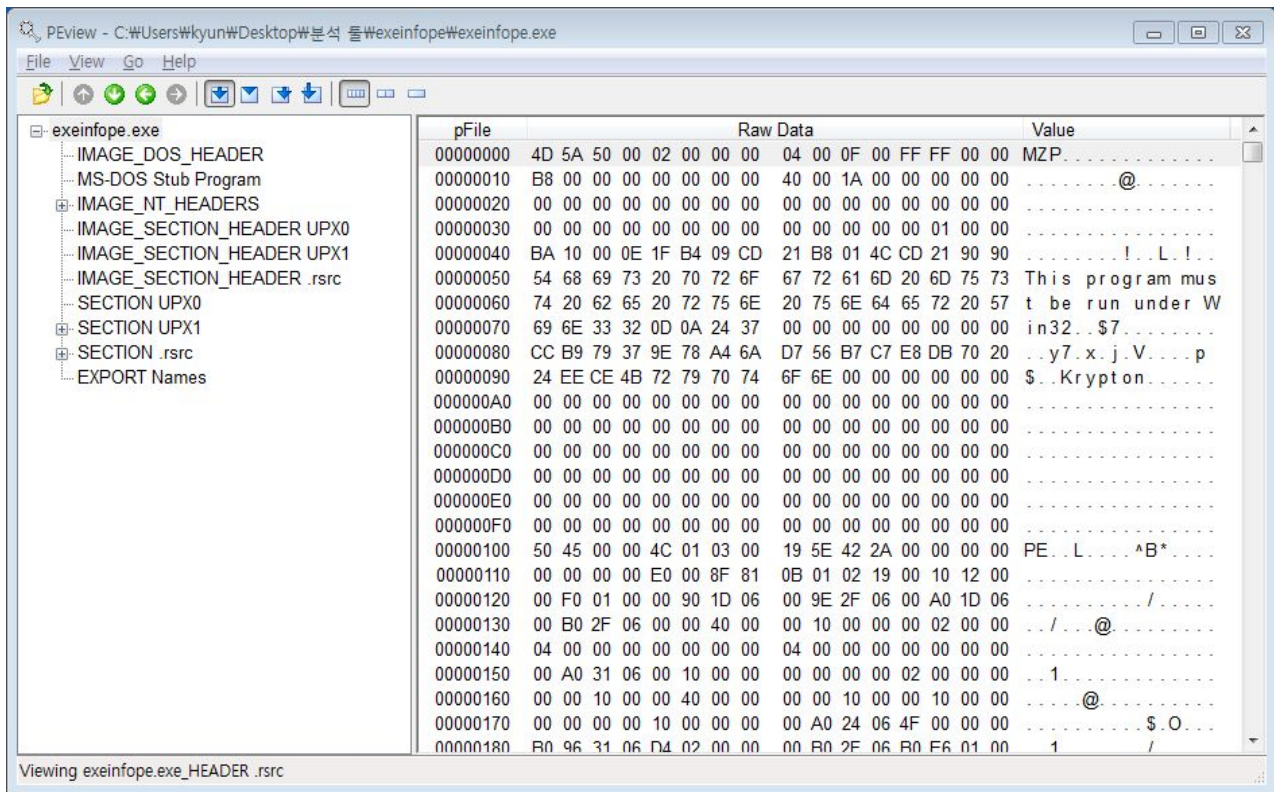 PEview - C:₩Users₩kyun₩Desktop₩분석 툴₩exeinfope₩exeinfope.exe
File View Go Help
exeinfope.exe
IMAGE_DOS_HEADER
MS-DOS Stub Program
IMAGE_NT_HEADERS
IMAGE_SECTION_HEADER UPX0
IMAGE_SECTION_HEADER UPX1
IMAGE_SECTION_HEADER .rsrc
SECTION UPX0
SECTION UPX1
SECTION .rsrc
EXPORT Names
pFile Raw Data Value
00000000 4D 5A 50 00 02 00 00 00 04 00 0F 00 FF FF 00 00 MZP.............
00000010 B8 00 00 00 00 00 00 00 40 00 1A 00 00 00 00 00 ........@.......
00000020 00 00 00 00 00 00 00 00 00 00 00 00 00 00 00 00 ................
00000030 00 00 00 00 00 00 00 00 00 00 00 00 00 01 00 00 ................
00000040 BA 10 00 0E 1F B4 09 CD 21 B8 01 4C CD 21 90 90 ........!..L.!..
00000050 54 68 69 73 20 70 72 6F 67 72 61 6D 20 6D 75 73 This program mus
00000060 74 20 62 65 20 72 75 6E 20 75 6E 64 65 72 20 57 t be run under W
00000070 69 6E 33 32 0D 0A 24 37 00 00 00 00 00 00 00 00 in32..$7........
00000080 CC B9 79 37 9E 78 A4 6A D7 56 B7 C7 E8 DB 70 20 ..y7.x.j.V....p
00000090 24 EE CE 4B 72 79 70 74 6F 6E 00 00 00 00 00 00 $..Krypton......
000000A0 00 00 00 00 00 00 00 00 00 00 00 00 00 00 00 00 ................
000000B0 00 00 00 00 00 00 00 00 00 00 00 00 00 00 00 00 ................
000000C0 00 00 00 00 00 00 00 00 00 00 00 00 00 00 00 00 ................
000000D0 00 00 00 00 00 00 00 00 00 00 00 00 00 00 00 00 ................
000000E0 00 00 00 00 00 00 00 00 00 00 00 00 00 00 00 00 ................
000000F0 00 00 00 00 00 00 00 00 00 00 00 00 00 00 00 00 ................
00000100 50 45 00 00 4C 01 03 00 19 5E 42 2A 00 00 00 00 PE..L....^B*....
00000110 00 00 00 00 E0 00 8F 81 0B 01 02 19 00 10 12 00 ................
00000120 00 F0 01 00 00 90 1D 06 00 9E 2F 06 00 A0 1D 06 ........../.....
00000130 00 B0 2F 06 00 00 40 00 00 10 00 00 00 02 00 00 ../...@.........
00000140 04 00 00 00 00 00 00 00 04 00 00 00 00 00 00 00 ................
00000150 00 A0 31 06 00 10 00 00 00 00 00 00 02 00 00 00 ..1.............
00000160 00 00 10 00 00 40 00 00 00 00 10 00 00 10 00 00 .....@..........
00000170 00 00 00 00 10 00 00 00 00 A0 24 06 4F 00 00 00 ..........$.O...
00000180 B0 96 31 06 D4 02 00 00 00 B0 2F 06 B0 E6 01 00 ..1......./.....
Viewing exeinfope.exe_HEADER .rsrc